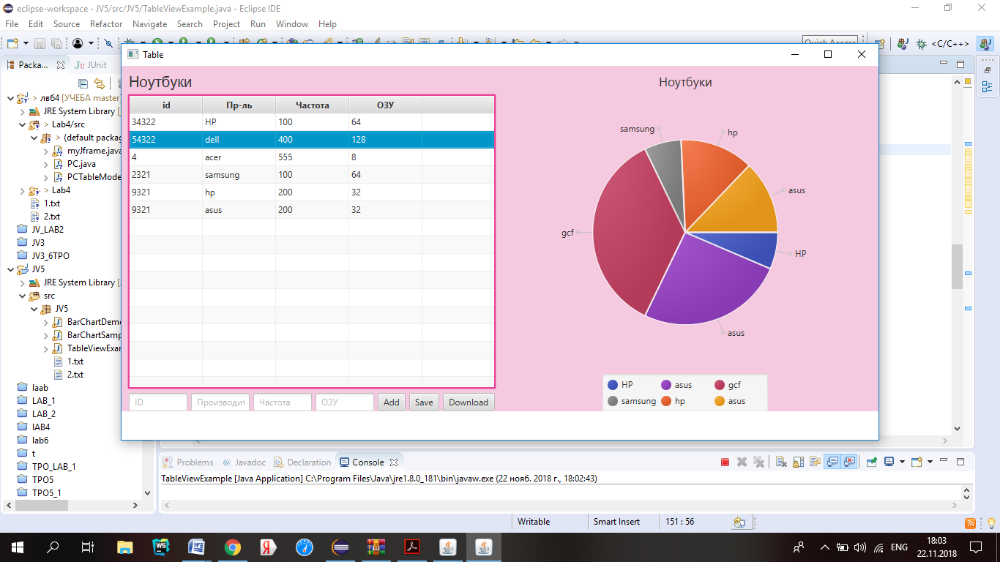 eclipse-workspace - JV5/src/JV5/TableViewExample.java - Eclipse IDE
File Edit Source Refactor Navigate Search Project Run Window Help
Quick Access
<C/C++>
Packa...
JUnit
> лв64 [УЧЕБА master]
JRE System Library [
> Lab4/src
> (default packag
myJframe.java
PC.java
PCTableMode
> Lab4
1.txt
2.txt
JV_LAB2
JV3
JV3_6ТРО
JV5
JRE System Library [
src
JV5
BarChartDemo
BarChartSamp
TableViewExar
1.txt
2.txt
laab
LAB_1
LAB_2
lAB4
lab6
t
TPO_LAB_1
TPO5
TPO5_1
Table
Ноутбуки
id Пр-ль Частота ОЗУ
34322 HP 100 64
54322 dell 400 128
4 acer 555 8
2321 samsung 100 64
9321 hp 200 32
9321 asus 200 32
ID Производит Частота ОЗУ Add Save Download
Ноутбуки
samsung
hp
asus
gcf
HP
asus
HP asus gcf
samsung hp asus
Problems @ Javadoc Declaration Console
TableViewExample [Java Application] C:\Program Files\Java\jre1.8.0_181\bin\javaw.exe (22 нояб. 2018 г., 18:02:43)
Writable Smart Insert 151 : 56
WS
ENG
18:03
22.11.2018